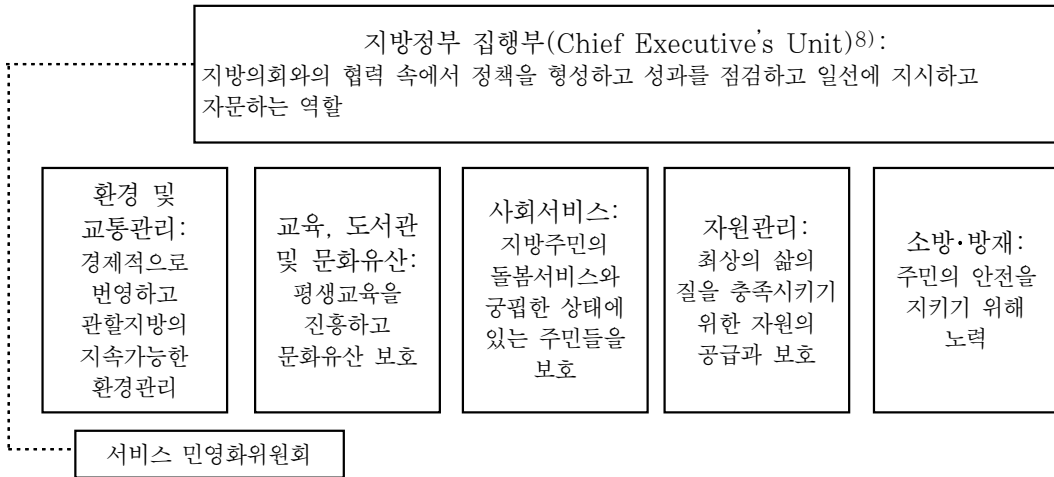 지방정부 집행부(Chief Executive's Unit)8):
지방의회와의 협력 속에서 정책을 형성하고 성과를 점검하고 일선에 지시하고
자문하는 역할
환경 및
교통관리:
경제적으로
번영하고
관할지방의
지속가능한
환경관리
교육, 도서관
및 문화유산:
평생교육을
진흥하고
문화유산 보호
사회서비스:
지방주민의
돌봄서비스와
궁핍한 상태에
있는 주민들을
보호
자원관리:
최상의 삶의
질을 충족시키기
위한 자원의
공급과 보호
소방·방재:
주민의 안전을
지키기 위해
노력
서비스 민영화위원회